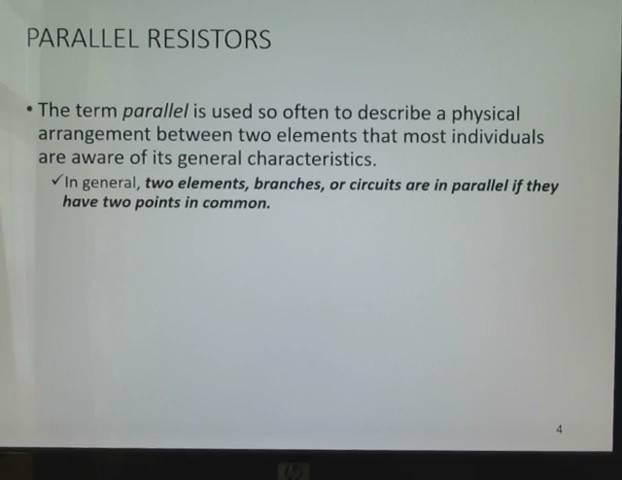 PARALLEL RESISTORS
• The term parallel is used so often to describe a physical
arrangement between two elements that most individuals
are aware of its general characteristics.
✓In general, two elements, branches, or circuits are in parallel if they
have two points in common.
4
hp